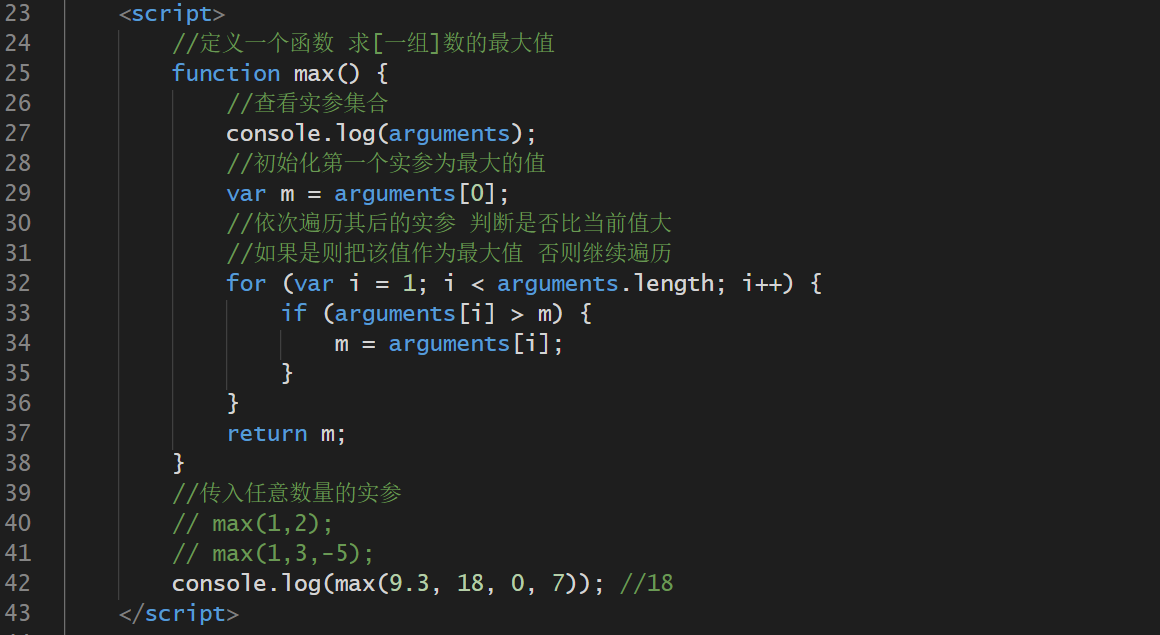 23 <script>
24 //定义一个函数 求[一组]数的最大值
25 function max() {
26 //查看实参集合
27 console.log(arguments);
28 //初始化第一个实参为最大的值
29 var m = arguments[0];
30 //依次遍历其后的实参 判断是否比当前值大
31 //如果是则把该值作为最大值 否则继续遍历
32 for (var i = 1; i < arguments.length; i++) {
33 if (arguments[i] > m) {
34 m = arguments[i];
35 }
36 }
37 return m;
38 }
39 //传入任意数量的实参
40 // max(1,2);
41 // max(1,3,-5);
42 console.log(max(9.3, 18, 0, 7)); //18
43 </script>